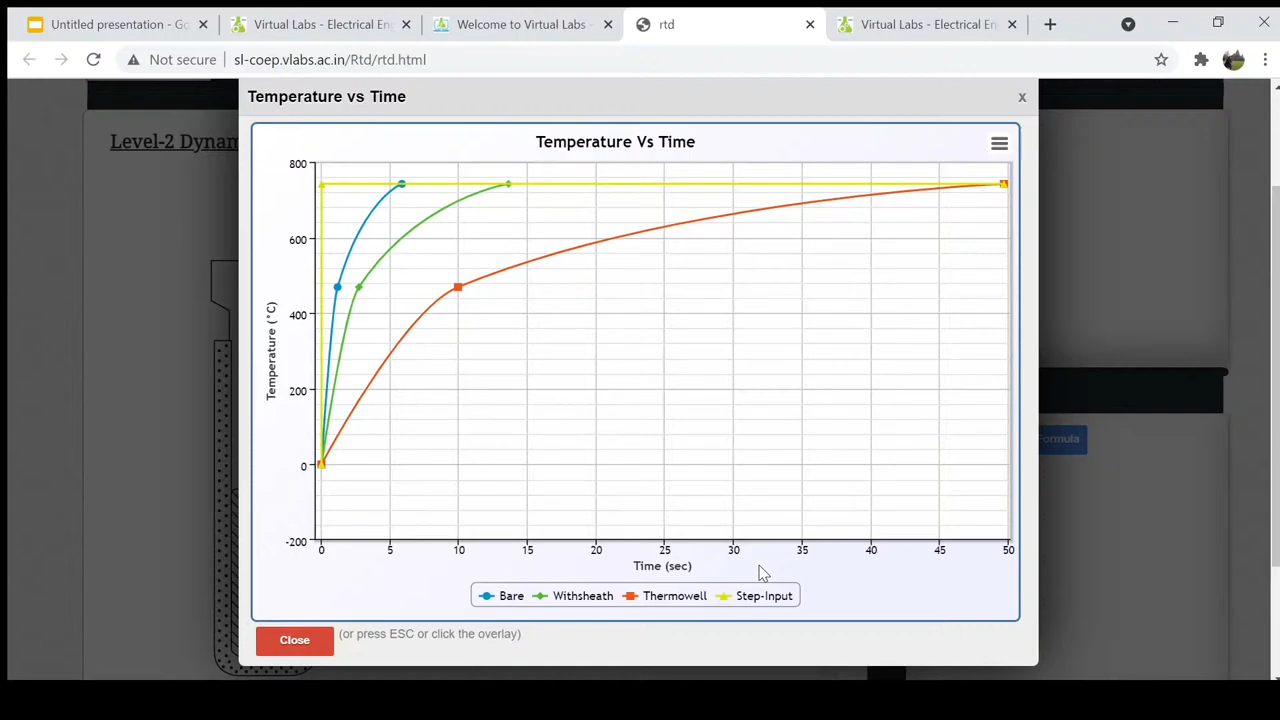 Untitled presentation - Go
Virtual Labs - Electrical En
Welcome to Virtual Labs -
rtd
Virtual Labs - Electrical En
Not secure
sl-coep.vlabs.ac.in/Rtd/rtd.html
Temperature vs Time
x
Level-2 Dynam
Temperature Vs Time
800
600
400
200
0
-200
Temperature (°C)
0 5 10 15 20 25 30 35 40 45 50
Time (sec)
Bare Withsheath Thermowell Step-Input
Formula
Close
(or press ESC or click the overlay)